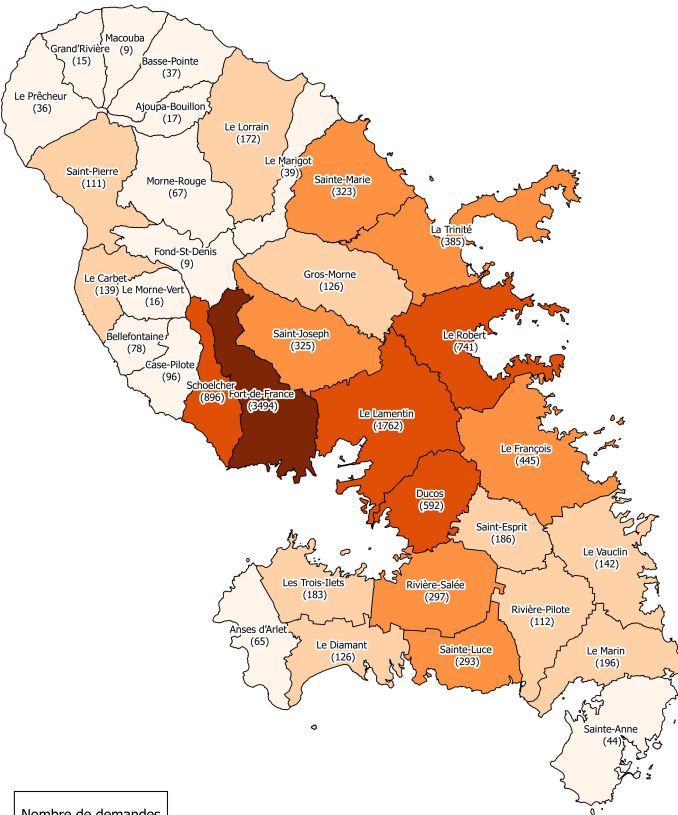 Macouba
(9)
Grand'Rivière
(15)
Basse-Pointe
(37)
Le Prêcheur
(36)
Ajoupa-Bouillon
(17)
Le Lorrain
(172)
Le Marigot
(39)
Saint-Pierre
(111)
Morne-Rouge
(67)
Sainte-Marie
(323)
La Trinité
(385)
Fond-St-Denis
(9)
Gros-Morne
(126)
Le Carbet
(139)
Le Morne-Vert
(16)
Bellefontaine
(78)
Saint-Joseph
(325)
Le Robert
(741)
Case-Pilote
(96)
Schoelcher
(896)
Fort-de-France
(3494)
Le Lamentin
(1762)
Le François
(445)
Ducos
(592)
Saint-Esprit
(186)
Le Vauclin
(142)
Les Trois-Ilets
(183)
Rivière-Salée
(297)
Rivière-Pilote
(112)
Anses d'Arlet
(65)
Le Diamant
(126)
Sainte-Luce
(293)
Le Marin
(196)
Sainte-Anne
(44)
Nombre de demandes